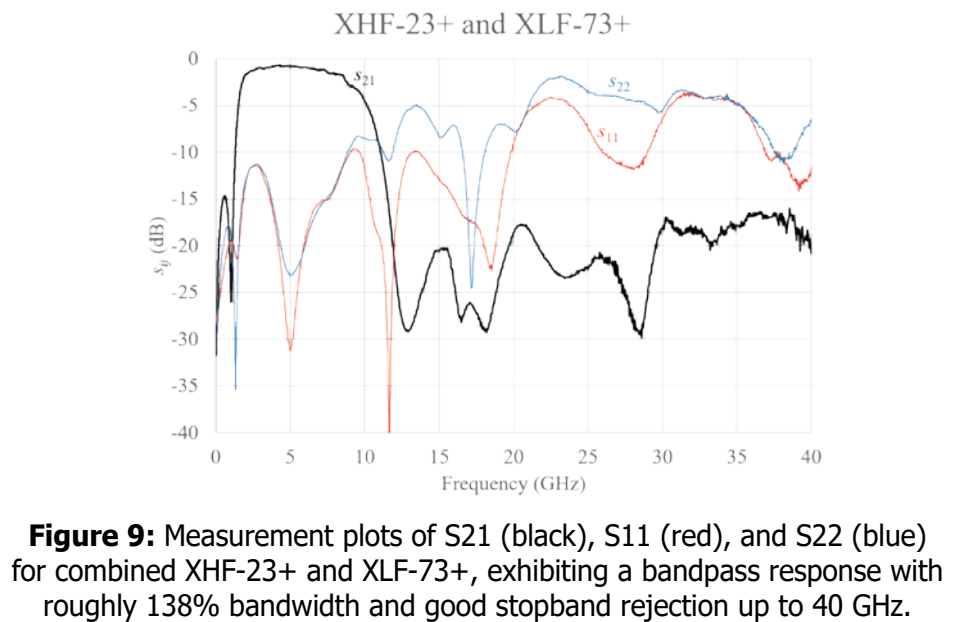 XHF-23+ and XLF-73+
0
-5
-10
-15
-20
-25
-30
-35
-40
s21
s22
s11
sij (dB)
0 5 10 15 20 25 30 35 40
Frequency (GHz)
Figure 9: Measurement plots of S21 (black), S11 (red), and S22 (blue)
for combined XHF-23+ and XLF-73+, exhibiting a bandpass response with
roughly 138% bandwidth and good stopband rejection up to 40 GHz.